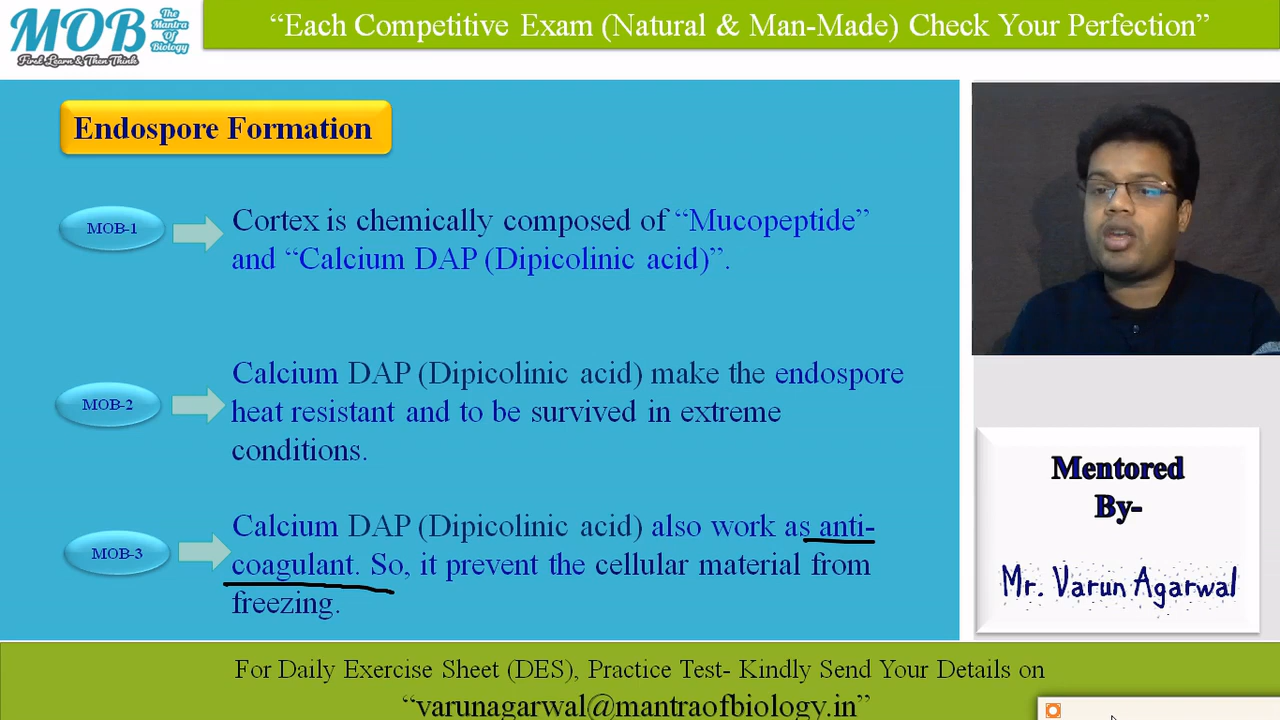 MOB
The
Mantra
Of
Biology
First Learn & Then Think
“Each Competitive Exam (Natural & Man-Made) Check Your Perfection”
Endospore Formation
MOB-1
Cortex is chemically composed of “Mucopeptide”
and “Calcium DAP (Dipicolinic acid)”.
MOB-2
Calcium DAP (Dipicolinic acid) make the endospore
heat resistant and to be survived in extreme
conditions.
MOB-3
Calcium DAP (Dipicolinic acid) also work as anti-
coagulant. So, it prevent the cellular material from
freezing.
Mentored
By-
Mr. Varun Agarwal
For Daily Exercise Sheet (DES), Practice Test- Kindly Send Your Details on
“varunagarwal@mantraofbiology.in”